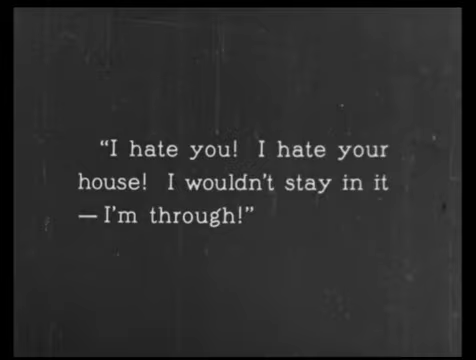 “I hate you! I hate your
house! I wouldn't stay in it
— I'm through!”